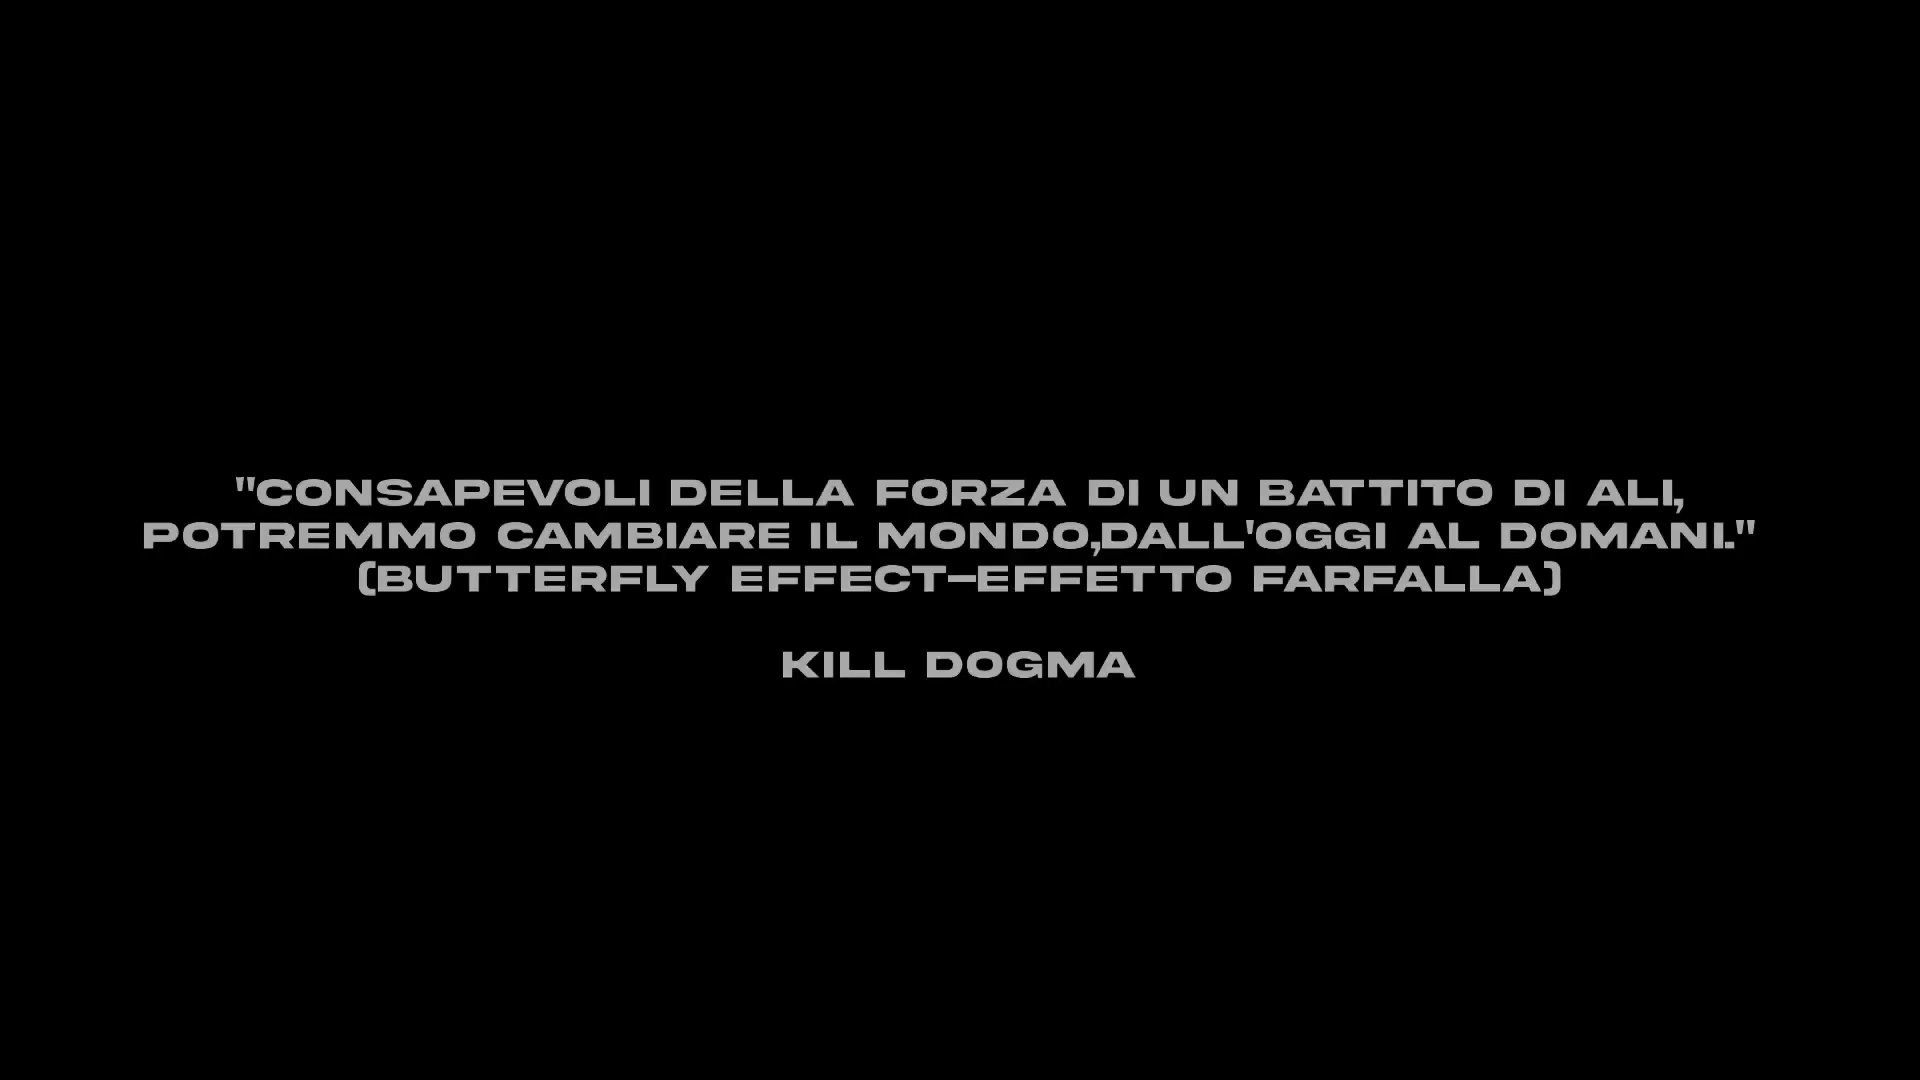 "CONSAPEVOLI DELLA FORZA DI UN BATTITO DI ALI,
POTREMMO CAMBIARE IL MONDO,DALL'OGGI AL DOMANI."
(BUTTERFLY EFFECT-EFFETTO FARFALLA)
KILL DOGMA